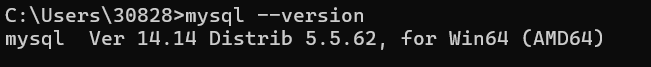 C:\Users\30828>mysql --version
mysql  Ver 14.14 Distrib 5.5.62, for Win64 (AMD64)